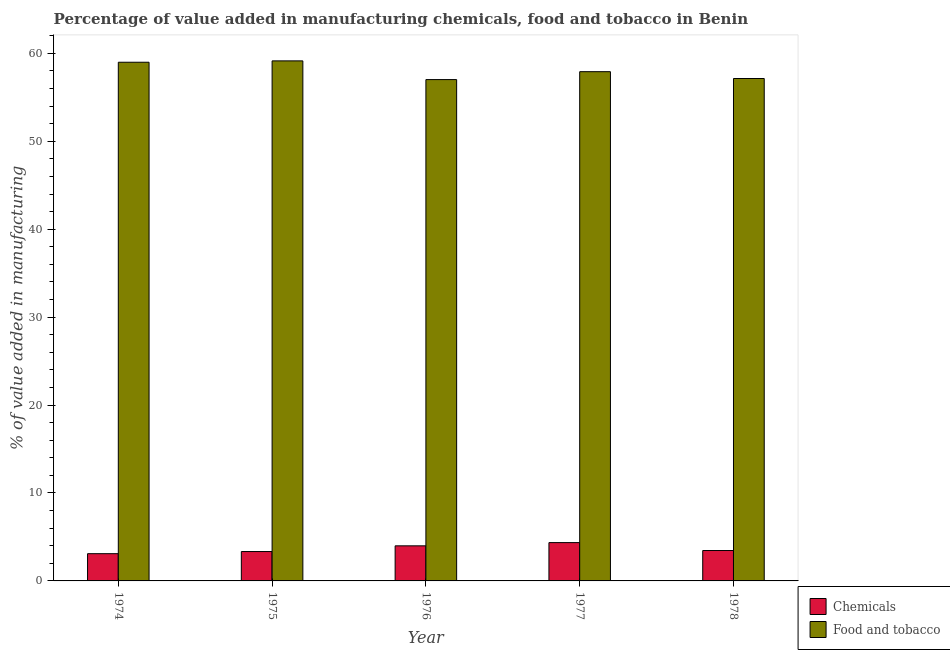 Percentage of value added in manufacturing chemicals, food and tobacco in Benin
% of value added in manufacturing
60
50
40
30
20
10
0
1974
1975
1976
1977
1978
Year
Chemicals
Food and tobacco